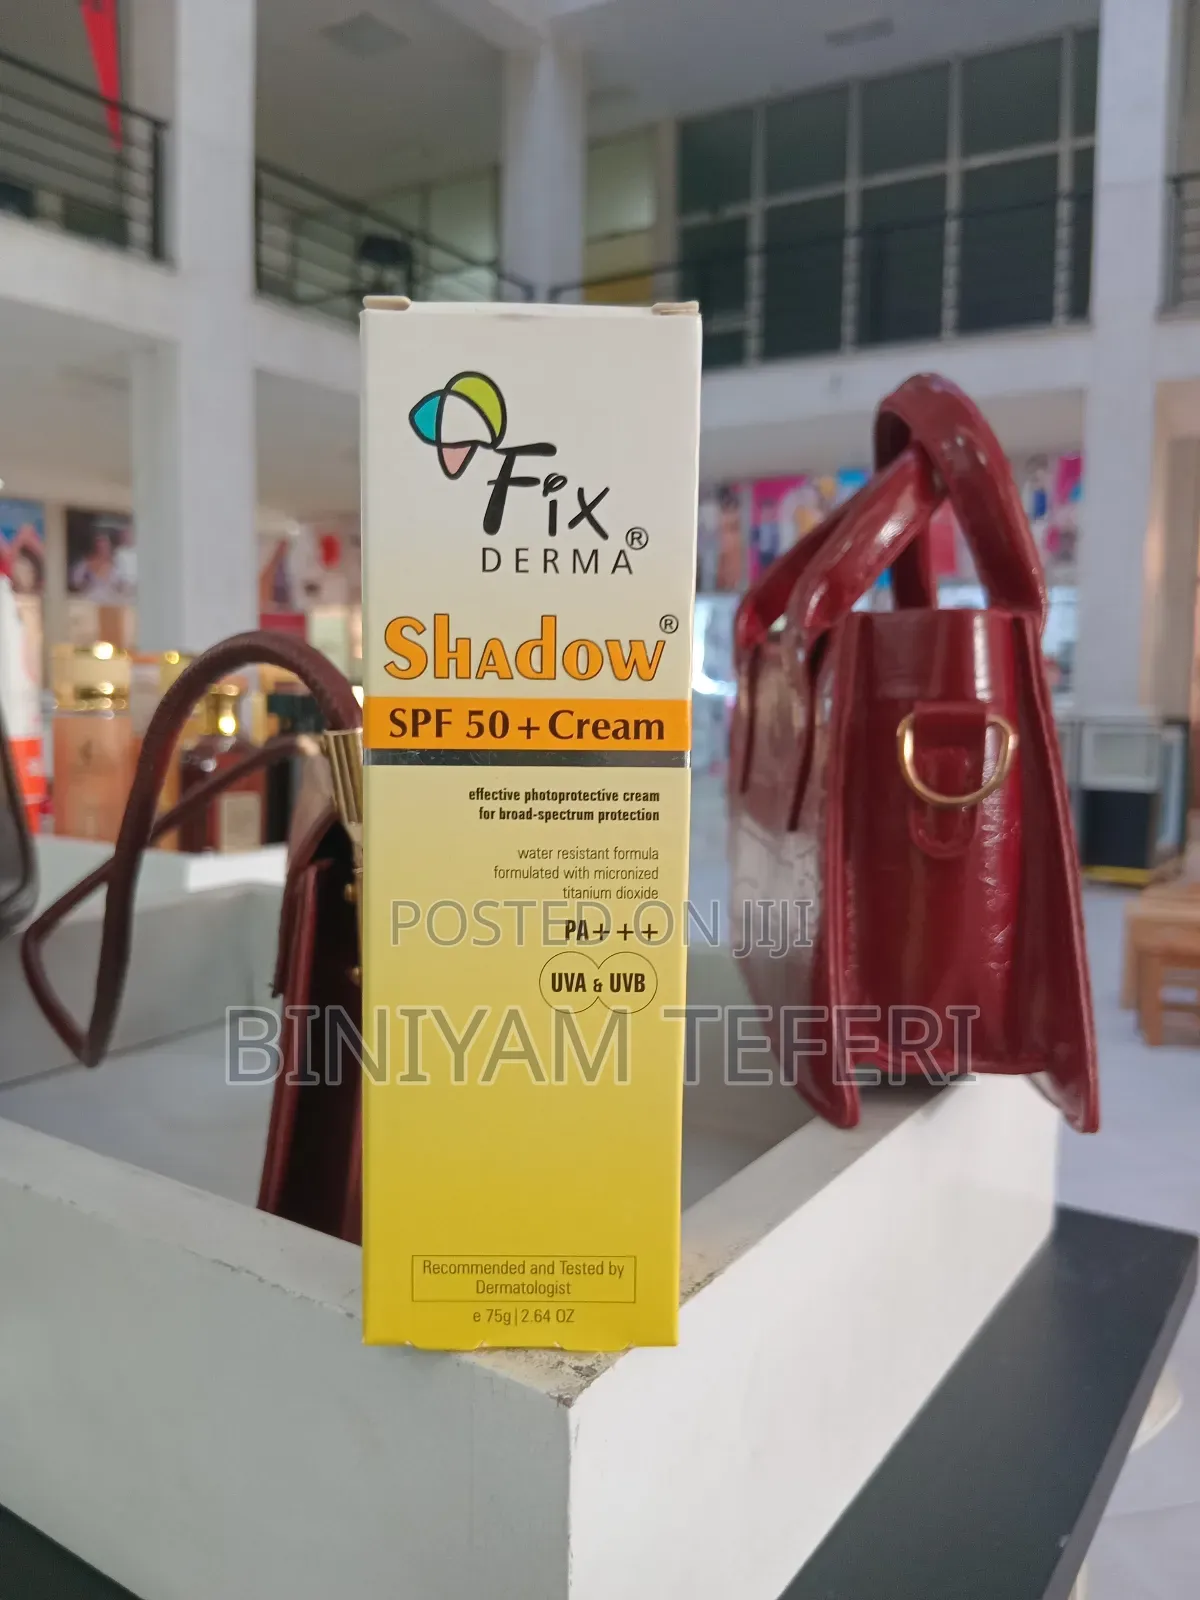 Fix
DERMA®
SHAdow®
SPF 50 + Cream
effective photoprotective cream
for broad-spectrum protection
water resistant formula
formulated with micronized
titanium dioxide
POSTED ON JIJI
PA+++
UVA & UVB
BINIYAM TEFERI
Recommended and Tested by
Dermatologist
e 75g|2.64 OZ